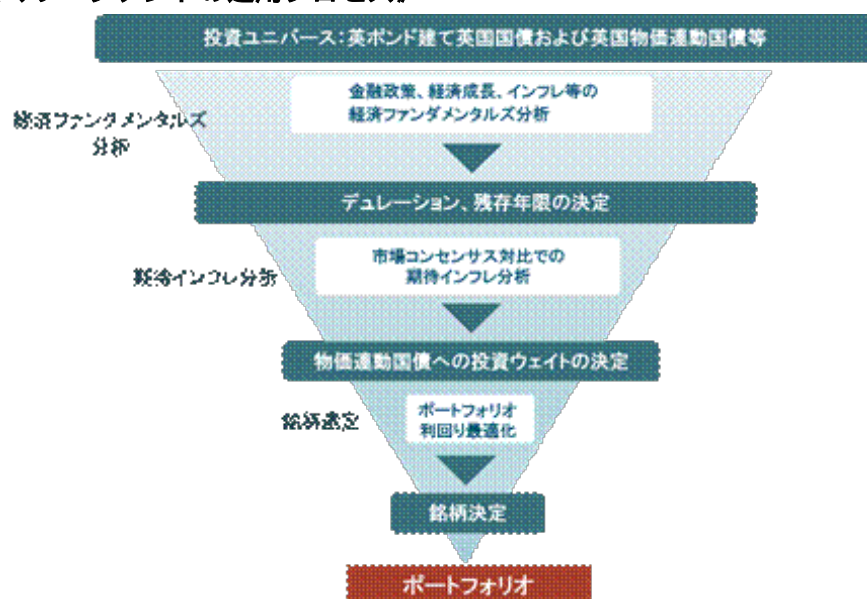 の運用プロセス》
投資ユニバース：英ポンド建て英国国債および英国物価連動国債等
金融政策、経済成長、インフレ等の
経済ファンダメンタルズ分析
経済ファンダメンタルズ
分析
デュレーション、残存年限の決定
市場コンセンサス対比での
期待インフレ分析
期待インフレ分析
物価連動国債への投資ウェイトの決定
ポートフォリオ
利回り最適化
銘柄選定
銘柄決定
ポートフォリオ